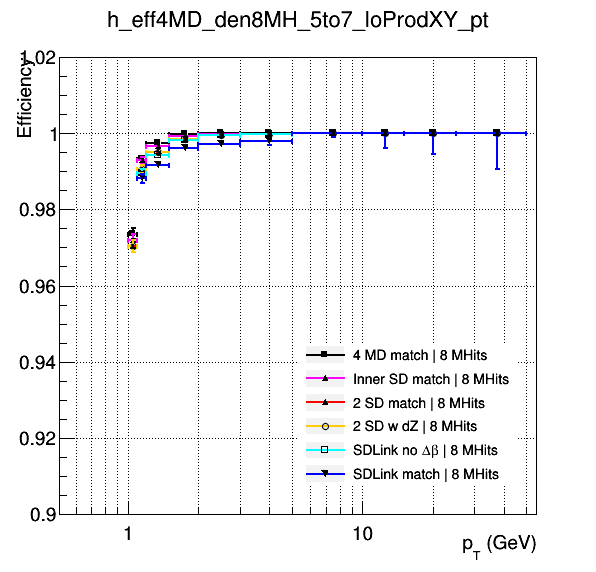 h_eff4MD_den8MH_5to7_loProdXY_pt
Efficiency
1.02
1
0.98
0.96
0.94
0.92
0.9
4 MD match | 8 MHits
Inner SD match | 8 MHits
2 SD match | 8 MHits
2 SD w dZ | 8 MHits
SDLink no Δβ | 8 MHits
SDLink match | 8 MHits
1 10
p_T (GeV)